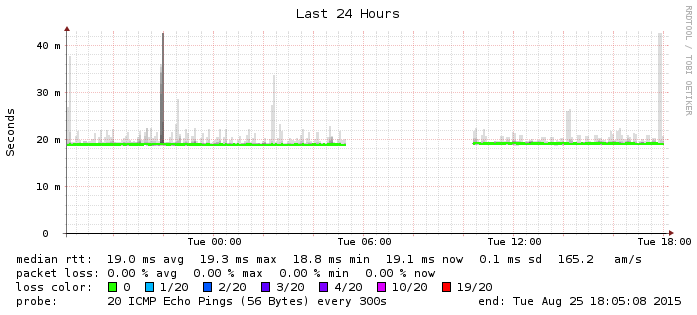 Last 24 Hours
RRDTOOL / TOBI OETIKER
Seconds
40 m
30 m
20 m
10 m
0
Tue 00:00 Tue 06:00 Tue 12:00 Tue 18:00
median rtt: 19.0 ms avg 19.3 ms max 18.8 ms min 19.1 ms now 0.1 ms sd 165.2 am/s
packet loss: 0.00 % avg 0.00 % max 0.00 % min 0.00 % now
loss color: 0 1/20 2/20 3/20 4/20 10/20 19/20
probe: 20 ICMP Echo Pings (56 Bytes) every 300s end: Tue Aug 25 18:05:08 2015